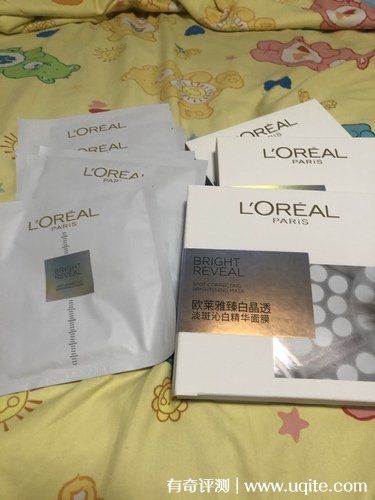 L'ORÉAL
L'ORÉAL
PARIS
L'ORÉAL
PARIS
BRIGHT
REVEAL
L'ORÉAL
PARIS
L'ORÉAL
PARIS
L'ORÉAL
PARIS
BRIGHT
REVEAL
SPOT CORRECTING
BRIGHTENING MASK
欧莱雅臻白晶透
淡斑沁白精华面膜
有奇评测 | www.uqite.com